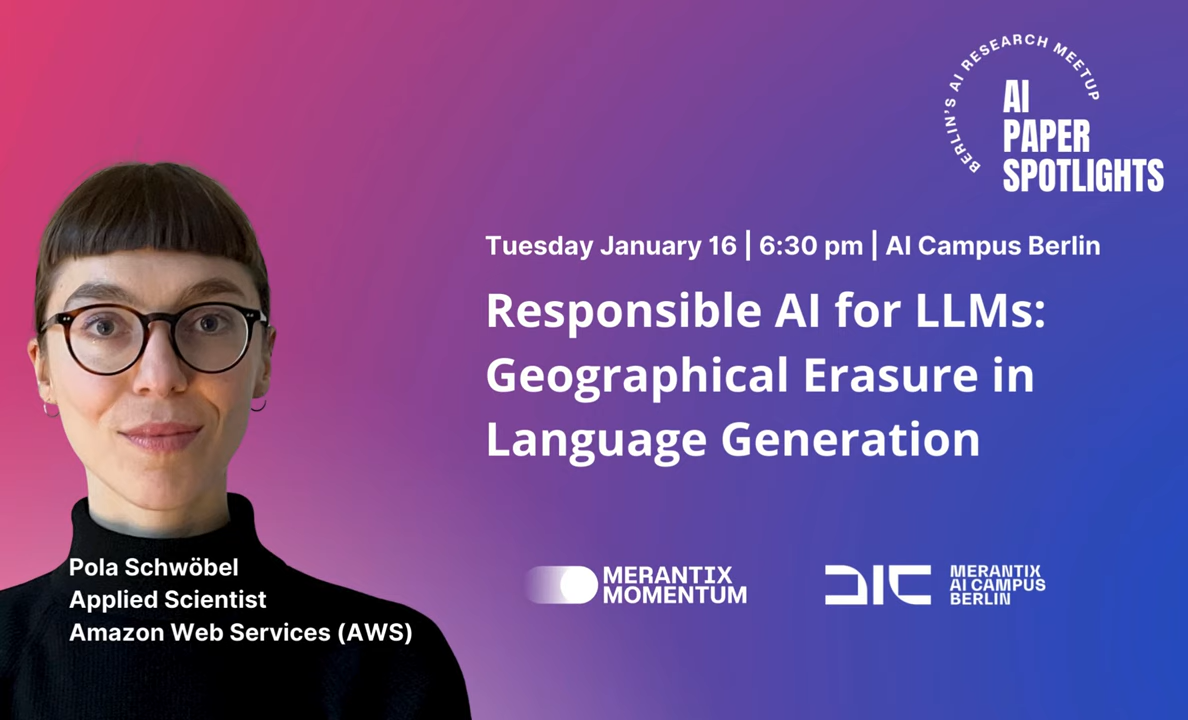 BERLIN'S AI RESEARCH MEETUP
AI
PAPER
SPOTLIGHTS
Tuesday January 16 | 6:30 pm | AI Campus Berlin
Responsible AI for LLMs:
Geographical Erasure in
Language Generation
Pola Schwöbel
Applied Scientist
Amazon Web Services (AWS)
MERANTIX
MOMENTUM
MERANTIX
AI CAMPUS
BERLIN